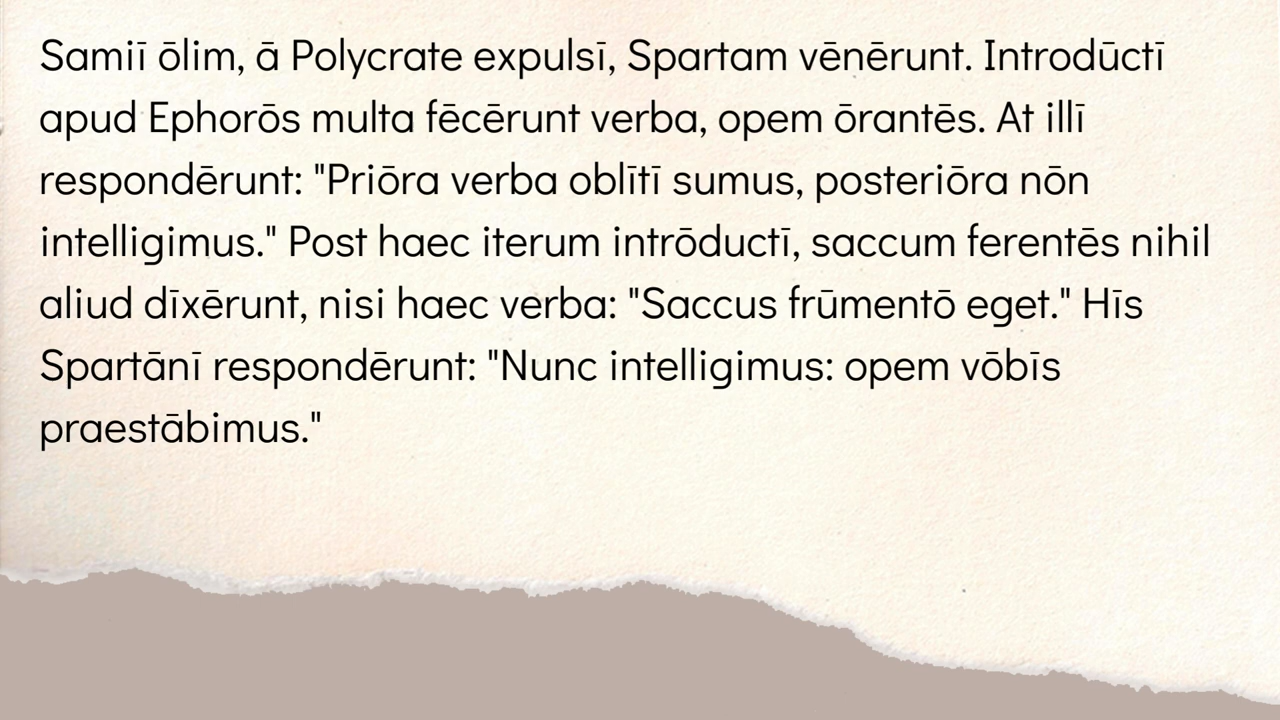 Samiī ōlim, ā Polycrate expulsī, Spartam vēnērunt. Introdūctī
apud Ephorōs multa fēcērunt verba, opem ōrantēs. At illī
respondērunt: "Priōra verba oblītī sumus, posteriōra nōn
intelligimus." Post haec iterum intrōductī, saccum ferentēs nihil
aliud dīxērunt, nisi haec verba: "Saccus frūmentō eget." Hīs
Spartānī respondērunt: "Nunc intelligimus: opem vōbīs
praestābimus."